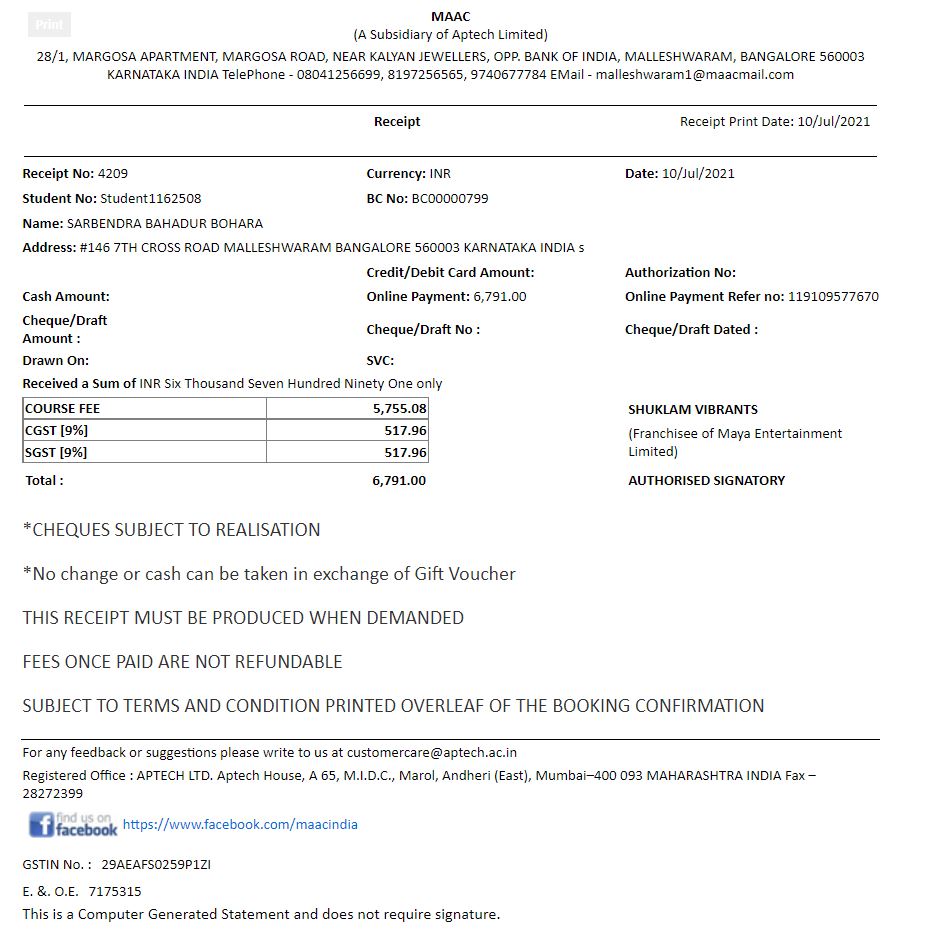 Print
MAAC
(A Subsidiary of Aptech Limited)
28/1, MARGOSA APARTMENT, MARGOSA ROAD, NEAR KALYAN JEWELLERS, OPP. BANK OF INDIA, MALLESHWARAM, BANGALORE 560003
KARNATAKA INDIA TelePhone - 08041256699, 8197256565, 9740677784 EMail - malleshwaram1@maacmail.com
Receipt Receipt Print Date: 10/Jul/2021
Receipt No: 4209 Currency: INR Date: 10/Jul/2021
Student No: Student1162508 BC No: BC00000799
Name: SARBENDRA BAHADUR BOHARA
Address: #146 7TH CROSS ROAD MALLESHWARAM BANGALORE 560003 KARNATAKA INDIA s
Credit/Debit Card Amount: Authorization No:
Cash Amount: Online Payment: 6,791.00 Online Payment Refer no: 119109577670
Cheque/Draft
Amount : Cheque/Draft No : Cheque/Draft Dated :
Drawn On: SVC:
Received a Sum of INR Six Thousand Seven Hundred Ninety One only
COURSE FEE 5,755.08 SHUKLAM VIBRANTS
CGST [9%] 517.96 (Franchisee of Maya Entertainment
SGST [9%] 517.96 Limited)
Total : 6,791.00 AUTHORISED SIGNATORY
*CHEQUES SUBJECT TO REALISATION
*No change or cash can be taken in exchange of Gift Voucher
THIS RECEIPT MUST BE PRODUCED WHEN DEMANDED
FEES ONCE PAID ARE NOT REFUNDABLE
SUBJECT TO TERMS AND CONDITION PRINTED OVERLEAF OF THE BOOKING CONFIRMATION
For any feedback or suggestions please write to us at customercare@aptech.ac.in
Registered Office : APTECH LTD. Aptech House, A 65, M.I.D.C., Marol, Andheri (East), Mumbai–400 093 MAHARASHTRA INDIA Fax –
28272399
find us on
facebook https://www.facebook.com/maacindia
GSTIN No. : 29AEAFS0259P1ZI
E. &. O.E. 7175315
This is a Computer Generated Statement and does not require signature.